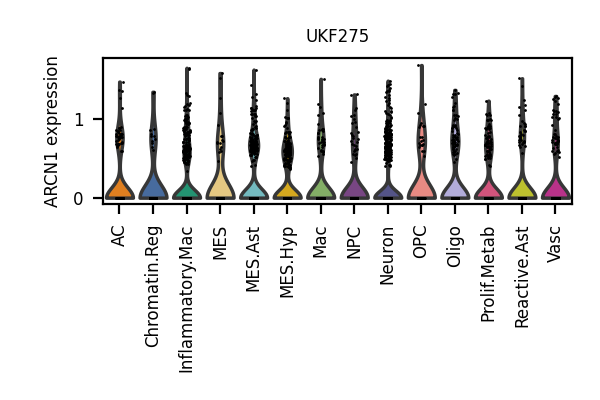 UKF275
ARCN1 expression
1
0
AC
Chromatin.Reg
Inflammatory.Mac
MES
MES.Ast
MES.Hyp
Mac
NPC
Neuron
OPC
Oligo
Prolif.Metab
Reactive.Ast
Vasc